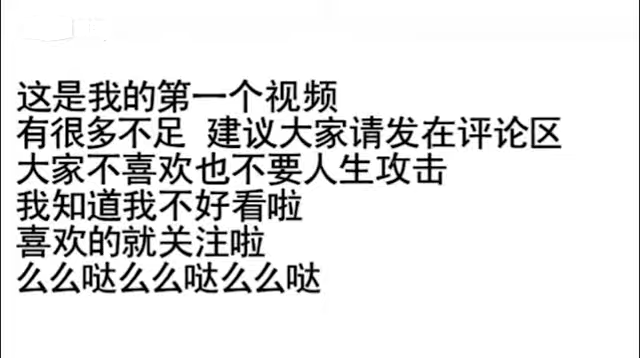 这是我的第一个视频
有很多不足 建议大家请发在评论区
大家不喜欢也不要人生攻击
我知道我不好看啦
喜欢的就关注啦
么么哒么么哒么么哒